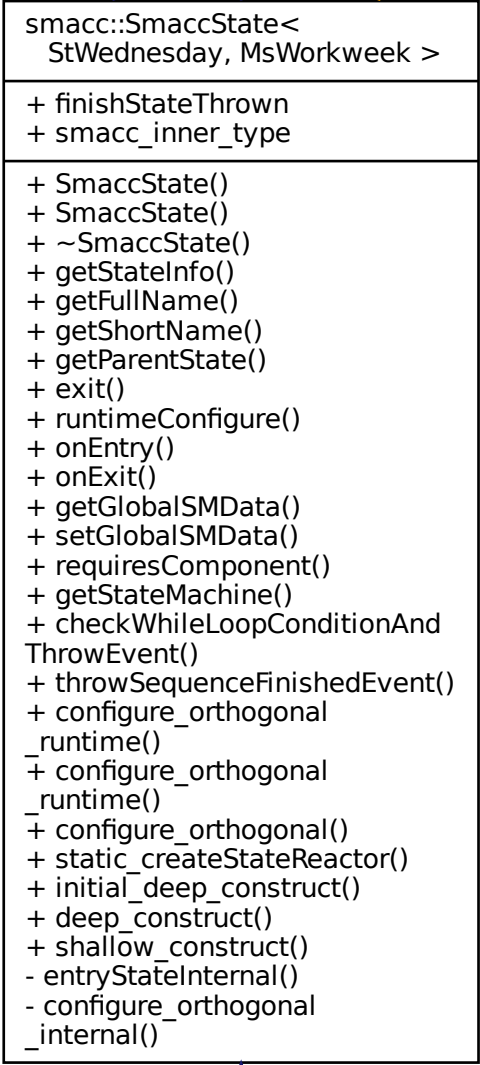 smacc::SmaccState<
StWednesday, MsWorkweek >
+ finishStateThrown
+ smacc_inner_type
+ SmaccState()
+ SmaccState()
+ ~SmaccState()
+ getStateInfo()
+ getFullName()
+ getShortName()
+ getParentState()
+ exit()
+ runtimeConfigure()
+ onEntry()
+ onExit()
+ getGlobalSMData()
+ setGlobalSMData()
+ requiresComponent()
+ getStateMachine()
+ checkWhileLoopConditionAnd
ThrowEvent()
+ throwSequenceFinishedEvent()
+ configure_orthogonal
_runtime()
+ configure_orthogonal
_runtime()
+ configure_orthogonal()
+ static_createStateReactor()
+ initial_deep_construct()
+ deep_construct()
+ shallow_construct()
- entryStateInternal()
- configure_orthogonal
_internal()